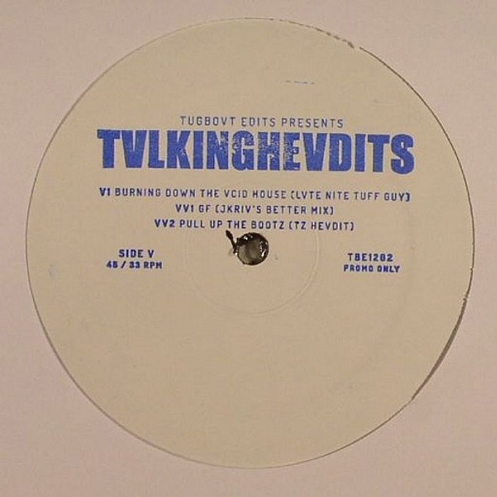 TUGBOVT EDITS PRESENTS
TVLKINGHEVDITS
V1 BURNING DOWN THE VCID HOUSE (LVTE NITE TUFF GUY)
VV1 GF (JKRIV'S BETTER MIX)
VV2 PULL UP THE BOOTZ (TZ HEVDIT)
SIDE V
45 / 33 RPM
TBE1202
PROMO ONLY